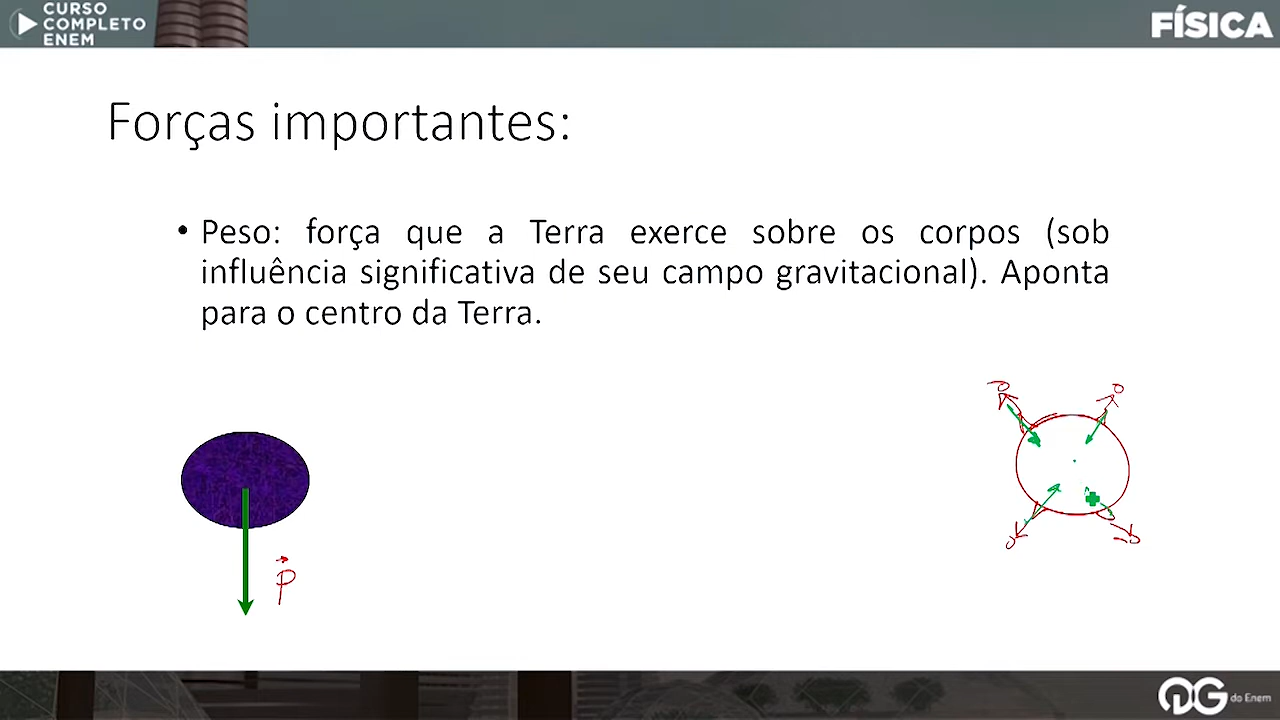 CURSO
COMPLETO
ENEM
FÍSICA
Forças importantes:
• Peso: força que a Terra exerce sobre os corpos (sob
influência significativa de seu campo gravitacional). Aponta
para o centro da Terra.
P
QG do Enem